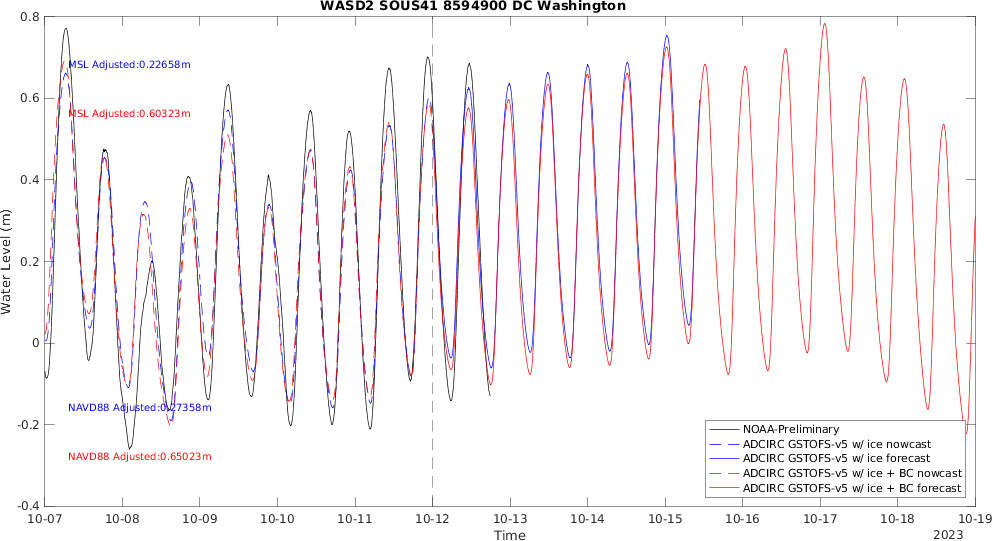 WASD2 SOUS41 8594900 DC Washington
0.8
0.6
0.4
0.2
0
-0.2
-0.4
Water Level (m)
MSL Adjusted:0.22658m
MSL Adjusted:0.60323m
NAVD88 Adjusted:0.27358m
NAVD88 Adjusted:0.65023m
NOAA-Preliminary
ADCIRC GSTOFS-v5 w/ ice nowcast
ADCIRC GSTOFS-v5 w/ ice forecast
ADCIRC GSTOFS-v5 w/ ice + BC nowcast
ADCIRC GSTOFS-v5 w/ ice + BC forecast
10-07 10-08 10-09 10-10 10-11 10-12 10-13 10-14 10-15 10-16 10-17 10-18 10-19
Time
2023